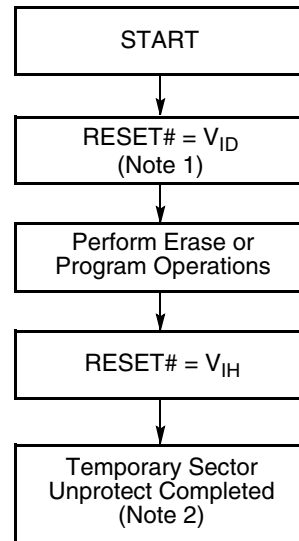 START
RESET# = VID
(Note 1)
Perform Erase or
Program Operations
RESET# = VIH
Temporary Sector
Unprotect Completed
(Note 2)